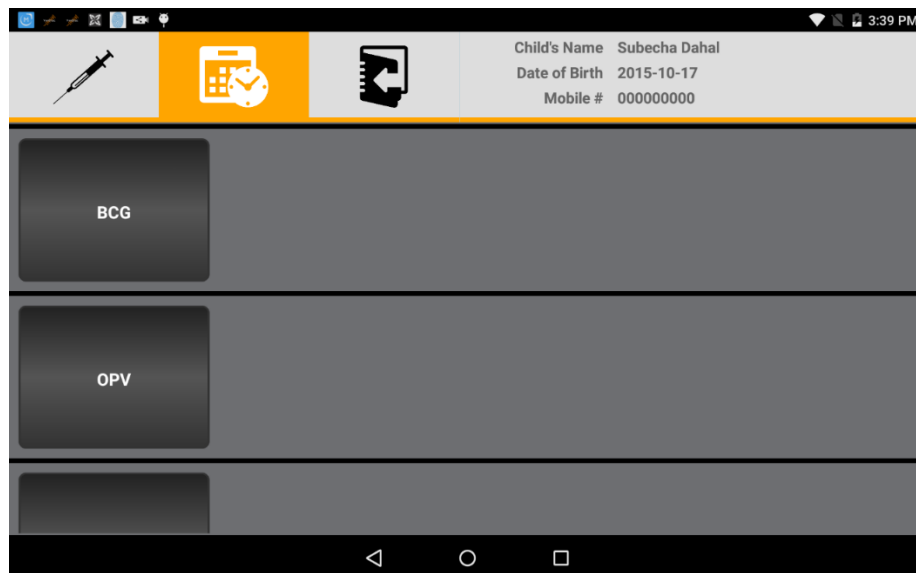 3:39 PM
Child's Name Subecha Dahal
Date of Birth 2015-10-17
Mobile # 000000000
BCG
OPV